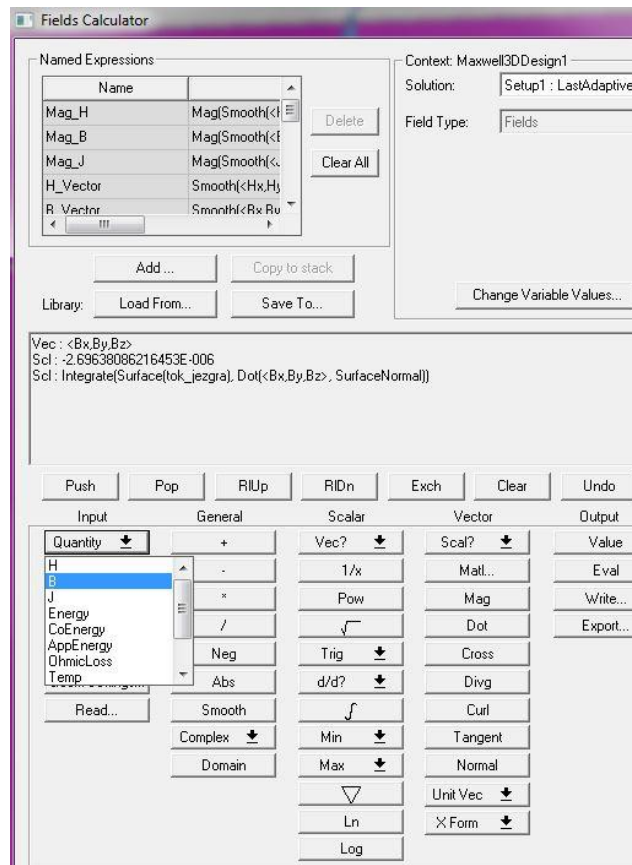 Fields Calculator
Named Expressions
Name
Mag_H Mag(Smooth(<H
Mag_B Mag(Smooth(<B
Mag_J Mag(Smooth(<J
H_Vector Smooth(<Hx,Hy
B_Vector Smooth(<Bx,By
Delete
Clear All
Context: Maxwell3DDesign1
Solution: Setup1 : LastAdaptive
Field Type: Fields
Add ... Copy to stack
Library: Load From... Save To...
Change Variable Values...
Vec : <Bx,By,Bz>
Scl : -2.69638086216453E-006
Scl : Integrate(Surface(tok_jezgra), Dot(<Bx,By,Bz>, SurfaceNormal))
Push Pop RlUp RlDn Exch Clear Undo
Input General Scalar Vector Output
Quantity + Vec? Scal? Value
H
B - 1/x Matl... Eval
J
Energy * Pow Mag Write...
CoEnergy
AppEnergy / Dot Export...
OhmicLoss Neg Trig Cross
Temp
Abs d/d? Divg
Read... Smooth ∫ Curl
Complex Min Tangent
Domain Max Normal
▽ Unit Vec
Ln X Form
Log